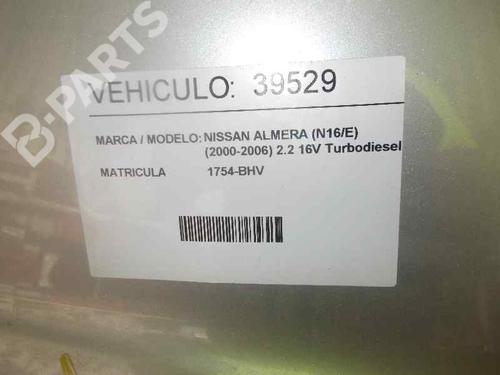 B-PARTS
VEHICULO: 39529
MARCA / MODELO: NISSAN ALMERA (N16/E)
(2000-2006) 2.2 16V Turbodiesel
MATRICULA 1754-BHV